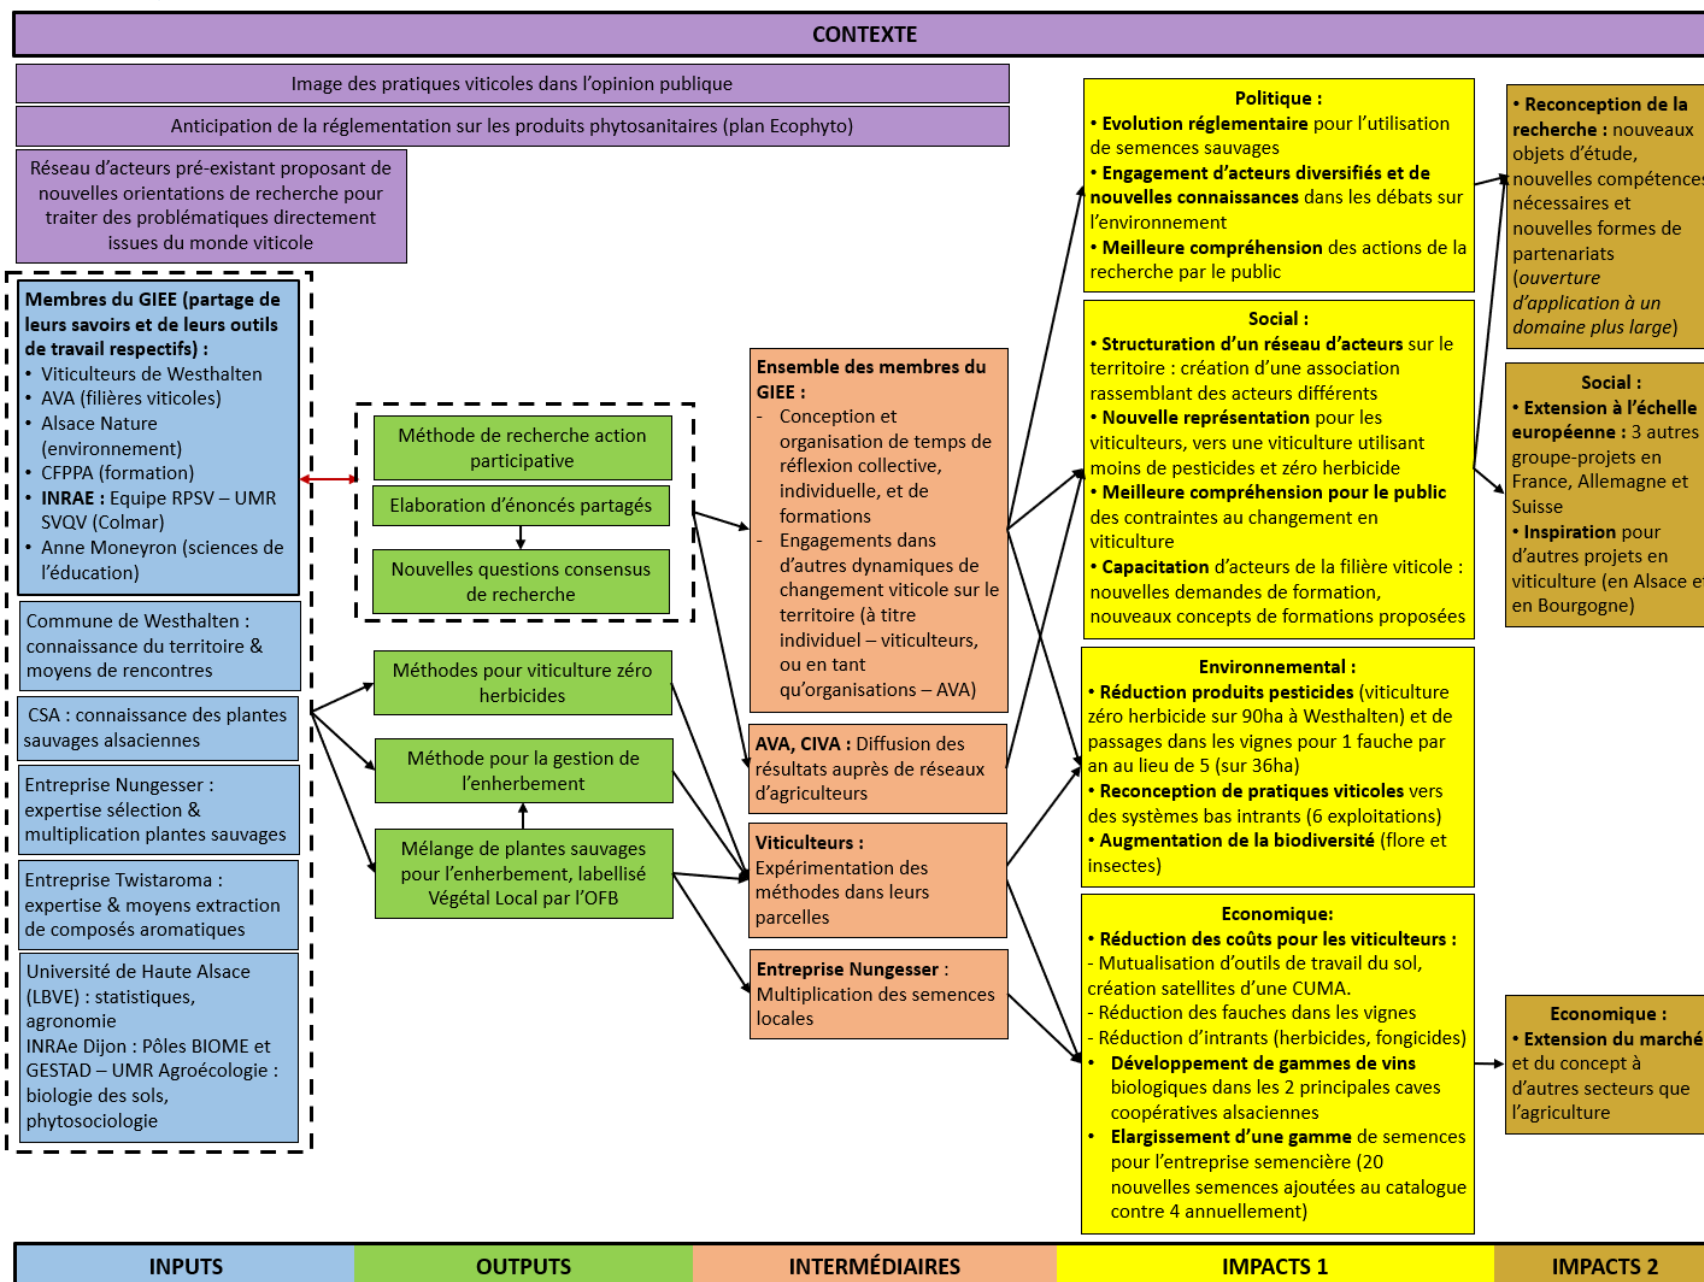 CONTEXTE
Image des pratiques viticoles dans l'opinion publique
Anticipation de la réglementation sur les produits phytosanitaires (plan Ecophyto)
Réseau d'acteurs pré-existant proposant de
nouvelles orientations de recherche pour
traiter des problématiques directement
issues du monde viticole
Membres du GIEE (partage de
leurs savoirs et de leurs outils
de travail respectifs) :
• Viticulteurs de Westhalten
• AVA (filières viticoles)
• Alsace Nature
(environnement)
• CFPPA (formation)
• INRAE : Equipe RPSV – UMR
SVQV (Colmar)
• Anne Moneyron (sciences de
l'éducation)
Commune de Westhalten :
connaissance du territoire &
moyens de rencontres
CSA : connaissance des plantes
sauvages alsaciennes
Entreprise Nungesser :
expertise sélection &
multiplication plantes sauvages
Entreprise Twistaroma :
expertise & moyens extraction
de composés aromatiques
Université de Haute Alsace
(LBVE) : statistiques,
agronomie
INRAe Dijon : Pôles BIOME et
GESTAD – UMR Agroécologie :
biologie des sols,
phytosociologie
Méthode de recherche action
participative
Elaboration d'énoncés partagés
Nouvelles questions consensus
de recherche
Méthodes pour viticulture zéro
herbicides
Méthode pour la gestion de
l'enherbement
Mélange de plantes sauvages
pour l'enherbement, labellisé
Végétal Local par l'OFB
Ensemble des membres du
GIEE :
- Conception et
organisation de temps de
réflexion collective,
individuelle, et de
formations
- Engagements dans
d'autres dynamiques de
changement viticole sur le
territoire (à titre
individuel – viticulteurs,
ou en tant
qu'organisations – AVA)
AVA, CIVA : Diffusion des
résultats auprès de réseaux
d'agriculteurs
Viticulteurs :
Expérimentation des
méthodes dans leurs
parcelles
Entreprise Nungesser :
Multiplication des semences
locales
Politique :
• Evolution réglementaire pour l'utilisation
de semences sauvages
• Engagement d'acteurs diversifiés et de
nouvelles connaissances dans les débats sur
l'environnement
• Meilleure compréhension des actions de la
recherche par le public
Social :
• Structuration d'un réseau d'acteurs sur le
territoire : création d'une association
rassemblant des acteurs différents
• Nouvelle représentation pour les
viticulteurs, vers une viticulture utilisant
moins de pesticides et zéro herbicide
• Meilleure compréhension pour le public
des contraintes au changement en
viticulture
• Capacitation d'acteurs de la filière viticole :
nouvelles demandes de formation,
nouveaux concepts de formations proposées
Environnemental :
• Réduction produits pesticides (viticulture
zéro herbicide sur 90ha à Westhalten) et de
passages dans les vignes pour 1 fauche par
an au lieu de 5 (sur 36ha)
• Reconception de pratiques viticoles vers
des systèmes bas intrants (6 exploitations)
• Augmentation de la biodiversité (flore et
insectes)
Economique:
• Réduction des coûts pour les viticulteurs :
- Mutualisation d'outils de travail du sol,
création satellites d'une CUMA.
- Réduction des fauches dans les vignes
- Réduction d'intrants (herbicides, fongicides)
• Développement de gammes de vins
biologiques dans les 2 principales caves
coopératives alsaciennes
• Elargissement d'une gamme de semences
pour l'entreprise semencière (20
nouvelles semences ajoutées au catalogue
contre 4 annuellement)
• Reconception de la
recherche : nouveaux
objets d'étude,
nouvelles compétences
nécessaires et
nouvelles formes de
partenariats
(ouverture
d'application à un
domaine plus large)
Social :
• Extension à l'échelle
européenne : 3 autres
groupe-projets en
France, Allemagne et
Suisse
• Inspiration pour
d'autres projets en
viticulture (en Alsace et
en Bourgogne)
Economique :
• Extension du marché
et du concept à
d'autres secteurs que
l'agriculture
INPUTS
OUTPUTS
INTERMÉDIAIRES
IMPACTS 1
IMPACTS 2